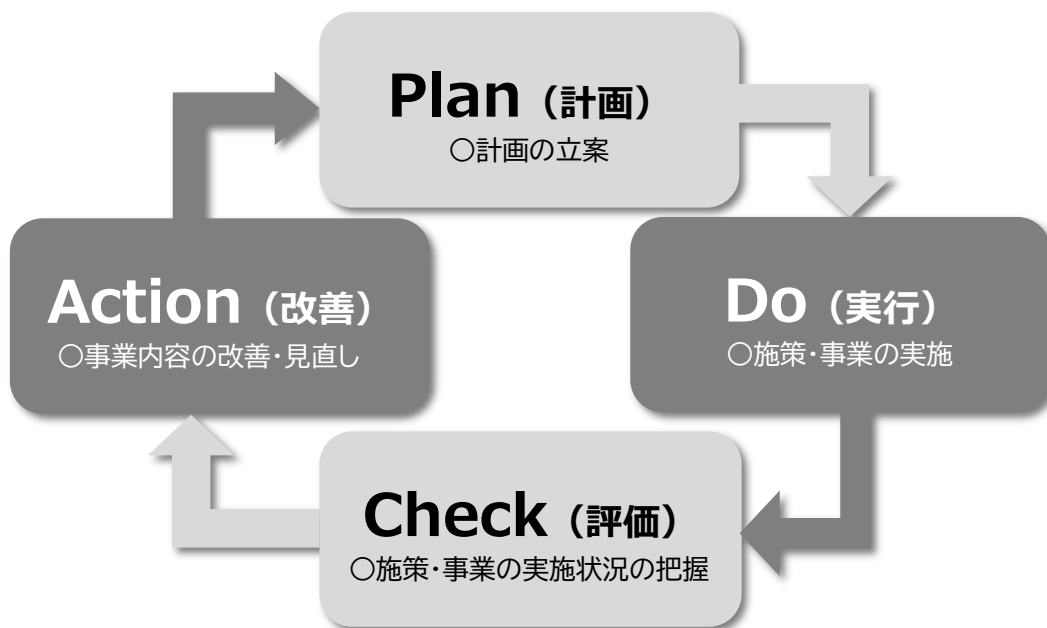 Plan（計画）
○計画の立案
Action（改善）
○事業内容の改善・見直し
Do（実行）
○施策・事業の実施
Check（評価）
○施策・事業の実施状況の把握